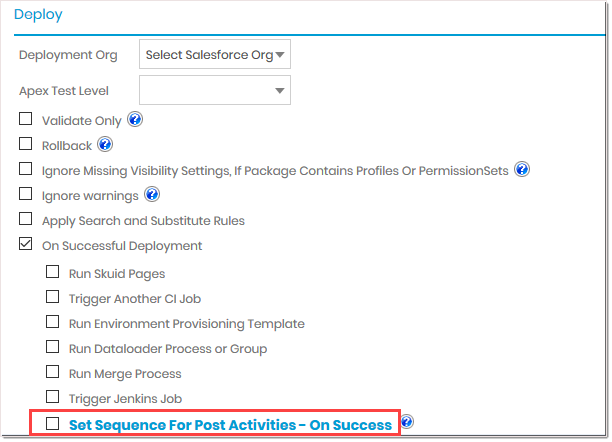 Deploy
Deployment Org Select Salesforce Org
Apex Test Level
Validate Only ?
Rollback ?
Ignore Missing Visibility Settings, If Package Contains Profiles Or PermissionSets ?
Ignore warnings ?
Apply Search and Substitute Rules
On Successful Deployment
Run Skuid Pages
Trigger Another CI Job
Run Environment Provisioning Template
Run Dataloader Process or Group
Run Merge Process
Trigger Jenkins Job
Set Sequence For Post Activities - On Success ?